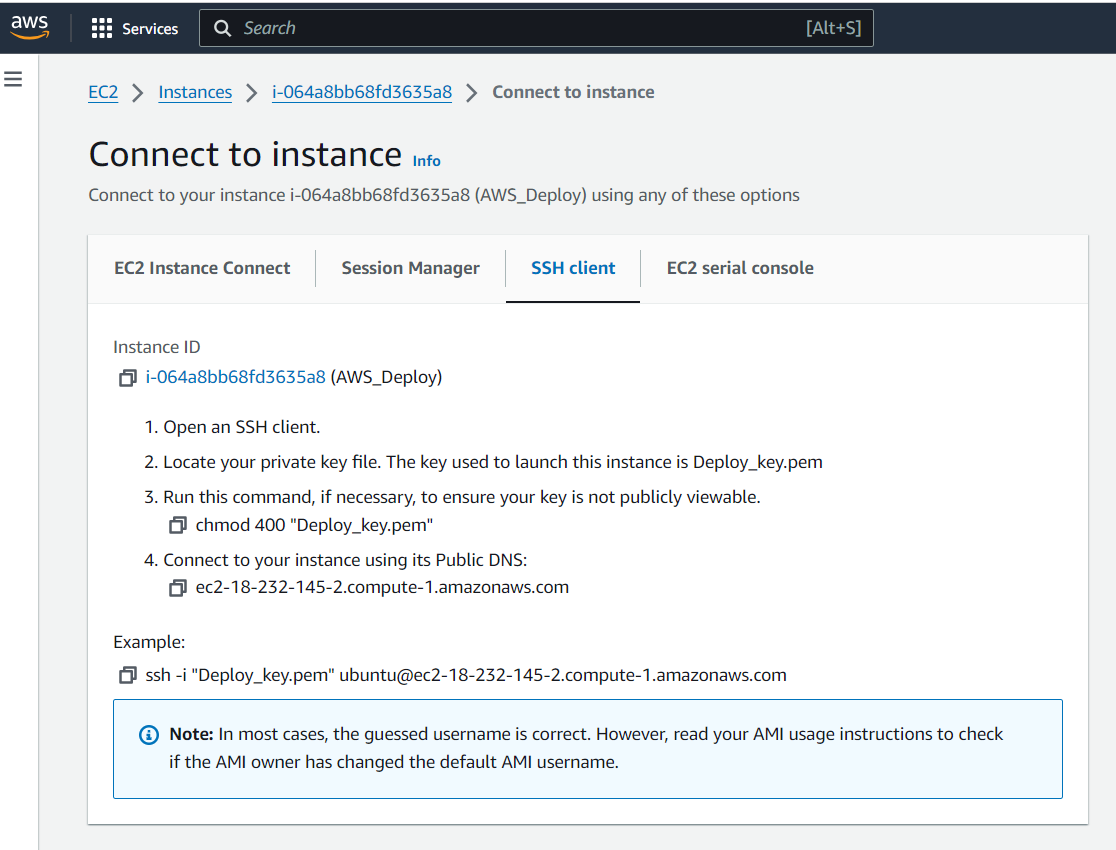 aws Services Search [Alt+S]
EC2 Instances i-064a8bb68fd3635a8 Connect to instance
Connect to instance Info
Connect to your instance i-064a8bb68fd3635a8 (AWS_Deploy) using any of these options
EC2 Instance Connect Session Manager SSH client EC2 serial console
Instance ID
i-064a8bb68fd3635a8 (AWS_Deploy)
1. Open an SSH client.
2. Locate your private key file. The key used to launch this instance is Deploy_key.pem
3. Run this command, if necessary, to ensure your key is not publicly viewable.
chmod 400 "Deploy_key.pem"
4. Connect to your instance using its Public DNS:
ec2-18-232-145-2.compute-1.amazonaws.com
Example:
ssh -i "Deploy_key.pem" ubuntu@ec2-18-232-145-2.compute-1.amazonaws.com
Note: In most cases, the guessed username is correct. However, read your AMI usage instructions to check
if the AMI owner has changed the default AMI username.